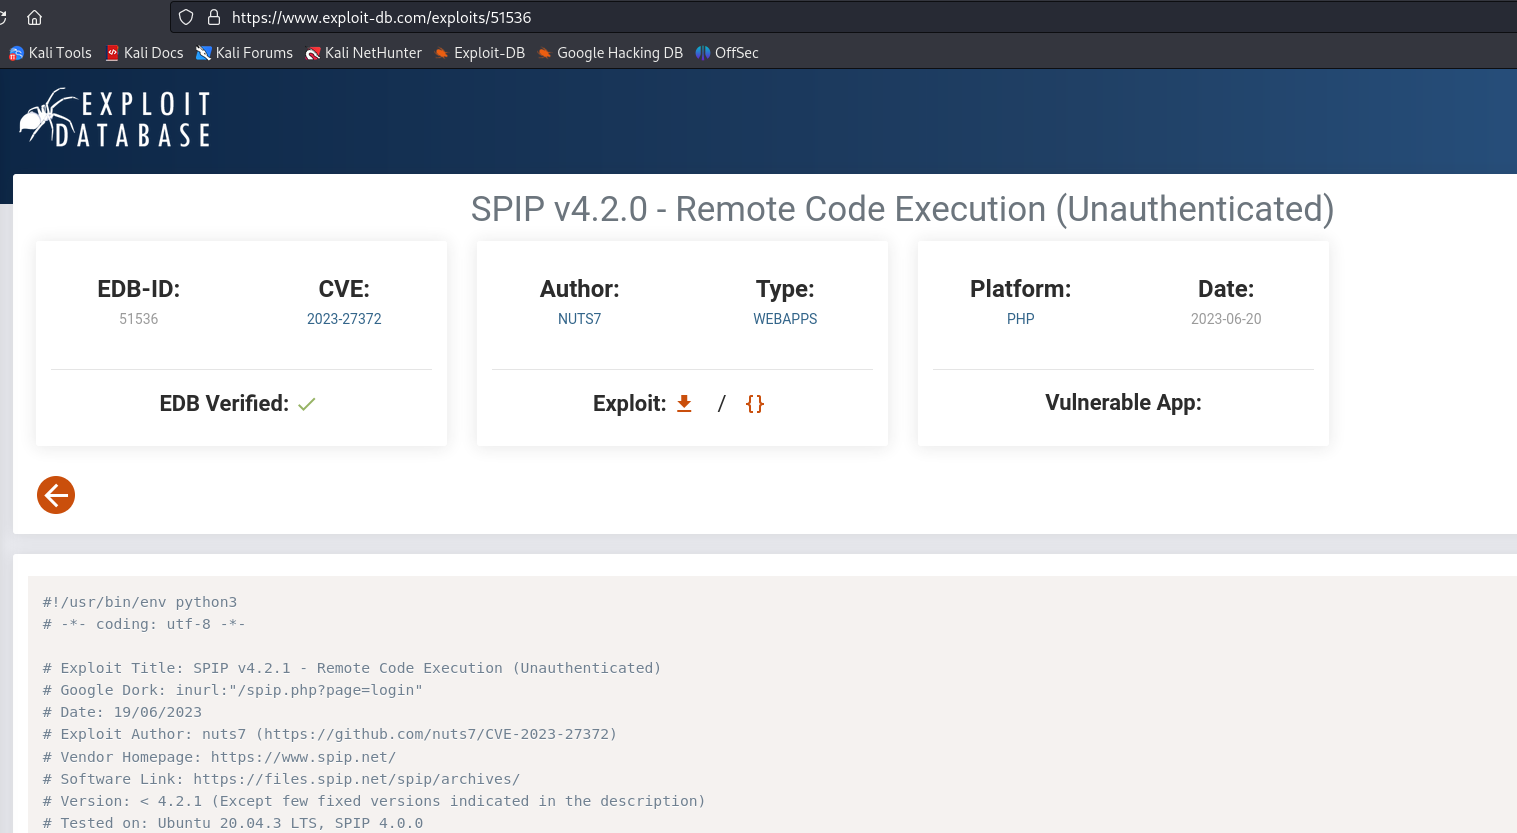 https://www.exploit-db.com/exploits/51536
Kali Tools Kali Docs Kali Forums Kali NetHunter Exploit-DB Google Hacking DB OffSec
EXPLOIT
DATABASE
SPIP v4.2.0 - Remote Code Execution (Unauthenticated)
EDB-ID: CVE: Author: Type: Platform: Date:
51536 2023-27372 NUTS7 WEBAPPS PHP 2023-06-20
EDB Verified: Exploit: / {} Vulnerable App:
#!/usr/bin/env python3
# -*- coding: utf-8 -*-
# Exploit Title: SPIP v4.2.1 - Remote Code Execution (Unauthenticated)
# Google Dork: inurl:"/spip.php?page=login"
# Date: 19/06/2023
# Exploit Author: nuts7 (https://github.com/nuts7/CVE-2023-27372)
# Vendor Homepage: https://www.spip.net/
# Software Link: https://files.spip.net/spip/archives/
# Version: < 4.2.1 (Except few fixed versions indicated in the description)
# Tested on: Ubuntu 20.04.3 LTS, SPIP 4.0.0